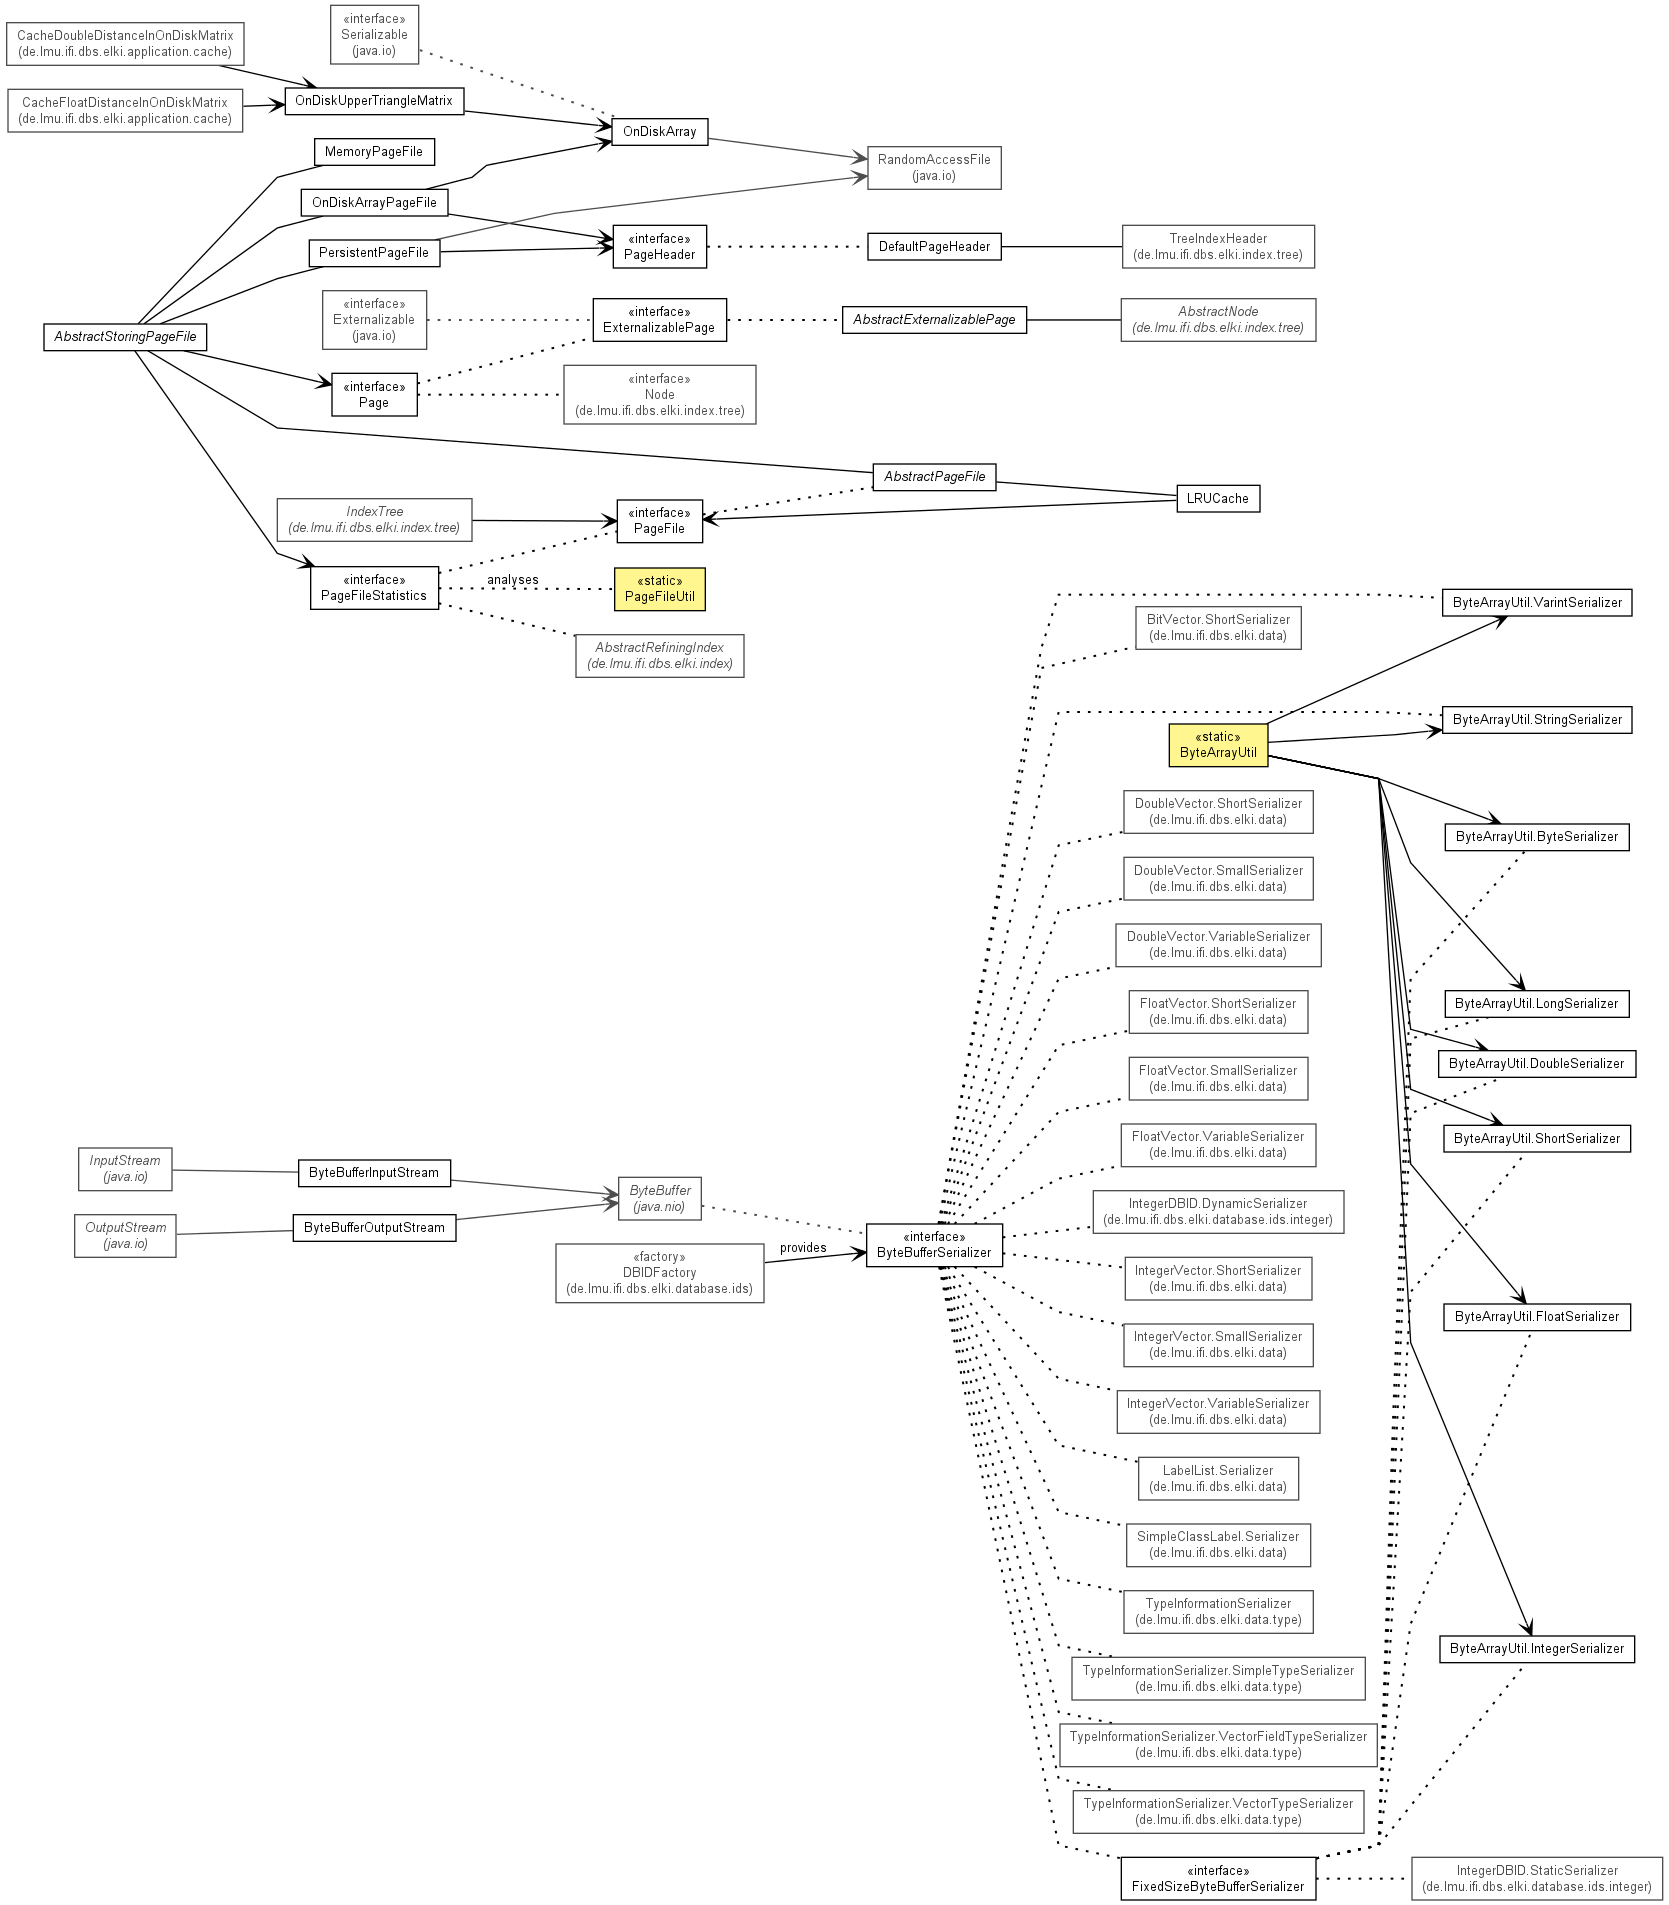 CacheDoubleDistanceInOnDiskMatrix
(de.lmu.ifi.dbs.elki.application.cache)
«interface»
Serializable
(java.io)
CacheFloatDistanceInOnDiskMatrix
(de.lmu.ifi.dbs.elki.application.cache)
OnDiskUpperTriangleMatrix
OnDiskArray
MemoryPageFile
RandomAccessFile
(java.io)
OnDiskArrayPageFile
PersistentPageFile
«interface»
PageHeader
DefaultPageHeader
TreeIndexHeader
(de.lmu.ifi.dbs.elki.index.tree)
AbstractStoringPageFile
«interface»
Externalizable
(java.io)
«interface»
ExternalizablePage
AbstractExternalizablePage
AbstractNode
(de.lmu.ifi.dbs.elki.index.tree)
«interface»
Page
«interface»
Node
(de.lmu.ifi.dbs.elki.index.tree)
AbstractPageFile
LRUCache
IndexTree
(de.lmu.ifi.dbs.elki.index.tree)
«interface»
PageFile
«interface»
PageFileStatistics
analyses
«static»
PageFileUtil
AbstractRefiningIndex
(de.lmu.ifi.dbs.elki.index)
ByteArrayUtil.VarintSerializer
BitVector.ShortSerializer
(de.lmu.ifi.dbs.elki.data)
ByteArrayUtil.StringSerializer
«static»
ByteArrayUtil
DoubleVector.ShortSerializer
(de.lmu.ifi.dbs.elki.data)
ByteArrayUtil.ByteSerializer
DoubleVector.SmallSerializer
(de.lmu.ifi.dbs.elki.data)
DoubleVector.VariableSerializer
(de.lmu.ifi.dbs.elki.data)
FloatVector.ShortSerializer
(de.lmu.ifi.dbs.elki.data)
ByteArrayUtil.LongSerializer
FloatVector.SmallSerializer
(de.lmu.ifi.dbs.elki.data)
ByteArrayUtil.DoubleSerializer
FloatVector.VariableSerializer
(de.lmu.ifi.dbs.elki.data)
ByteArrayUtil.ShortSerializer
InputStream
(java.io)
ByteBufferInputStream
ByteBuffer
(java.nio)
IntegerDBID.DynamicSerializer
(de.lmu.ifi.dbs.elki.database.ids.integer)
OutputStream
(java.io)
ByteBufferOutputStream
«factory»
DBIDFactory
(de.lmu.ifi.dbs.elki.database.ids)
provides
«interface»
ByteBufferSerializer
IntegerVector.ShortSerializer
(de.lmu.ifi.dbs.elki.data)
ByteArrayUtil.FloatSerializer
IntegerVector.SmallSerializer
(de.lmu.ifi.dbs.elki.data)
IntegerVector.VariableSerializer
(de.lmu.ifi.dbs.elki.data)
LabelList.Serializer
(de.lmu.ifi.dbs.elki.data)
SimpleClassLabel.Serializer
(de.lmu.ifi.dbs.elki.data)
TypeInformationSerializer
(de.lmu.ifi.dbs.elki.data.type)
ByteArrayUtil.IntegerSerializer
TypeInformationSerializer.SimpleTypeSerializer
(de.lmu.ifi.dbs.elki.data.type)
TypeInformationSerializer.VectorFieldTypeSerializer
(de.lmu.ifi.dbs.elki.data.type)
TypeInformationSerializer.VectorTypeSerializer
(de.lmu.ifi.dbs.elki.data.type)
«interface»
FixedSizeByteBufferSerializer
IntegerDBID.StaticSerializer
(de.lmu.ifi.dbs.elki.database.ids.integer)